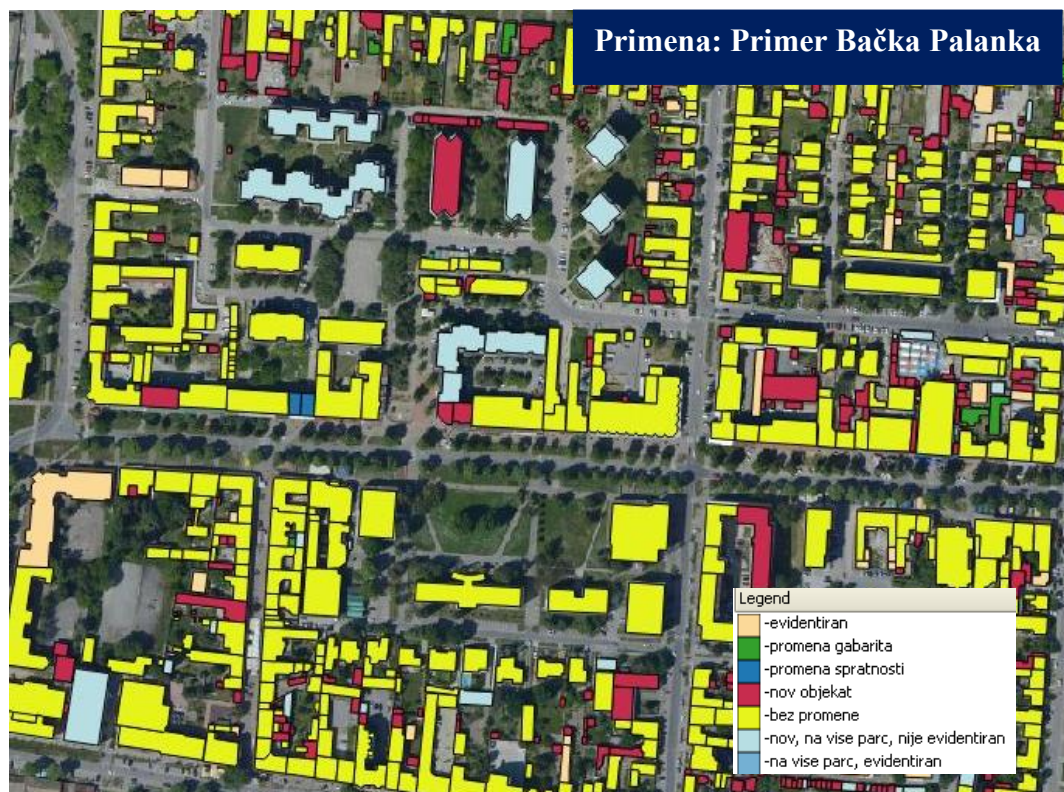 Primena: Primer Bačka Palanka
Legend
-evidentiran
-promena gabarita
-promena spratnosti
-nov objekat
-bez promene
-nov, na vise parc, nije evidentiran
-na vise parc, evidentiran